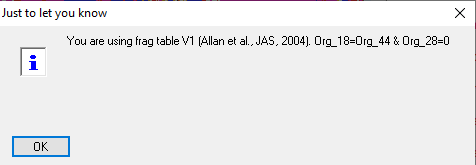 Just to let you know
You are using frag table V1 (Allan et al., JAS, 2004). Org_18=Org_44 & Org_28=0
OK